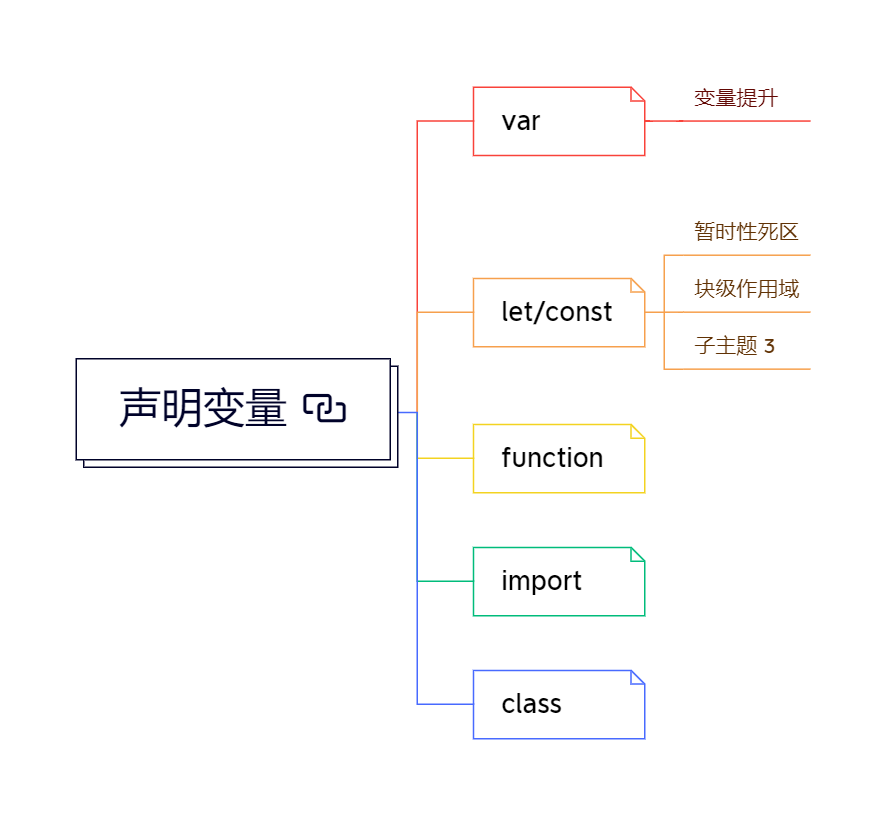 声明变量
var
变量提升
let/const
暂时性死区
块级作用域
子主题 3
function
import
class